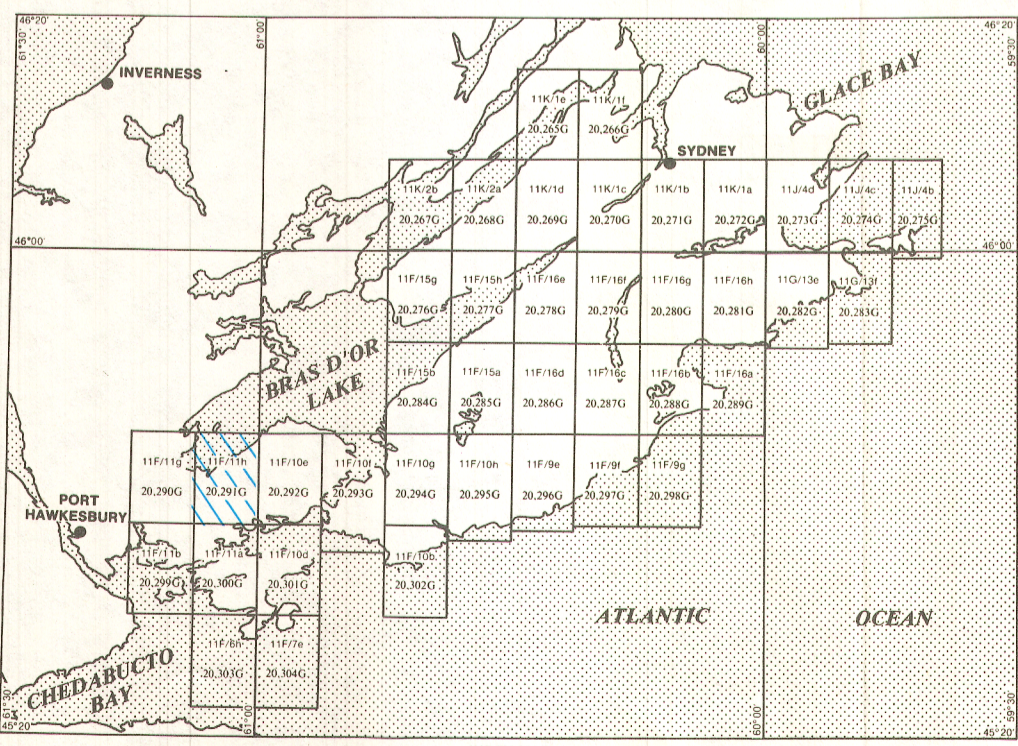 46°20'
61°30'
61°00'
60°00'
46°20'
59°30'
INVERNESS
GLACE BAY
11K/1e
11K/1f
20,265G
20,266G
SYDNEY
11K/2b
11K/2a
11K/1d
11K/1c
11K/1b
11K/1a
11J/4d
11J/4c
11J/4b
20,267G
20,268G
20,269G
20,270G
20,271G
20,272G
20,273G
20,274G
20,275G
46°00'
46°00'
11F/15g
11F/15h
11F/16e
11F/16f
11F/16g
11F/16h
11G/13e
11G/13f
20,276G
20,277G
20,278G
20,279G
20,280G
20,281G
20,282G
20,283G
BRAS D'OR
LAKE
11F/15b
11F/15a
11F/16d
11F/16c
11F/16b
11F/16a
20,284G
20,285G
20,286G
20,287G
20,288G
20,289G
11F/11g
11F/11h
11F/10e
11F/10f
11F/10g
11F/10h
11F/9e
11F/9f
11F/9g
20,290G
20,291G
20,292G
20,293G
20,294G
20,295G
20,296G
20,297G
20,298G
PORT
HAWKESBURY
11F/11b
11F/11a
11F/10d
11F/10b
20,299G
20,300G
20,301G
20,302G
ATLANTIC
OCEAN
11F/6h
11F/7e
20,303G
20,304G
CHEDABUCTO
BAY
61°30'
45°20'
61°00'
60°00'
59°30'
45°20'